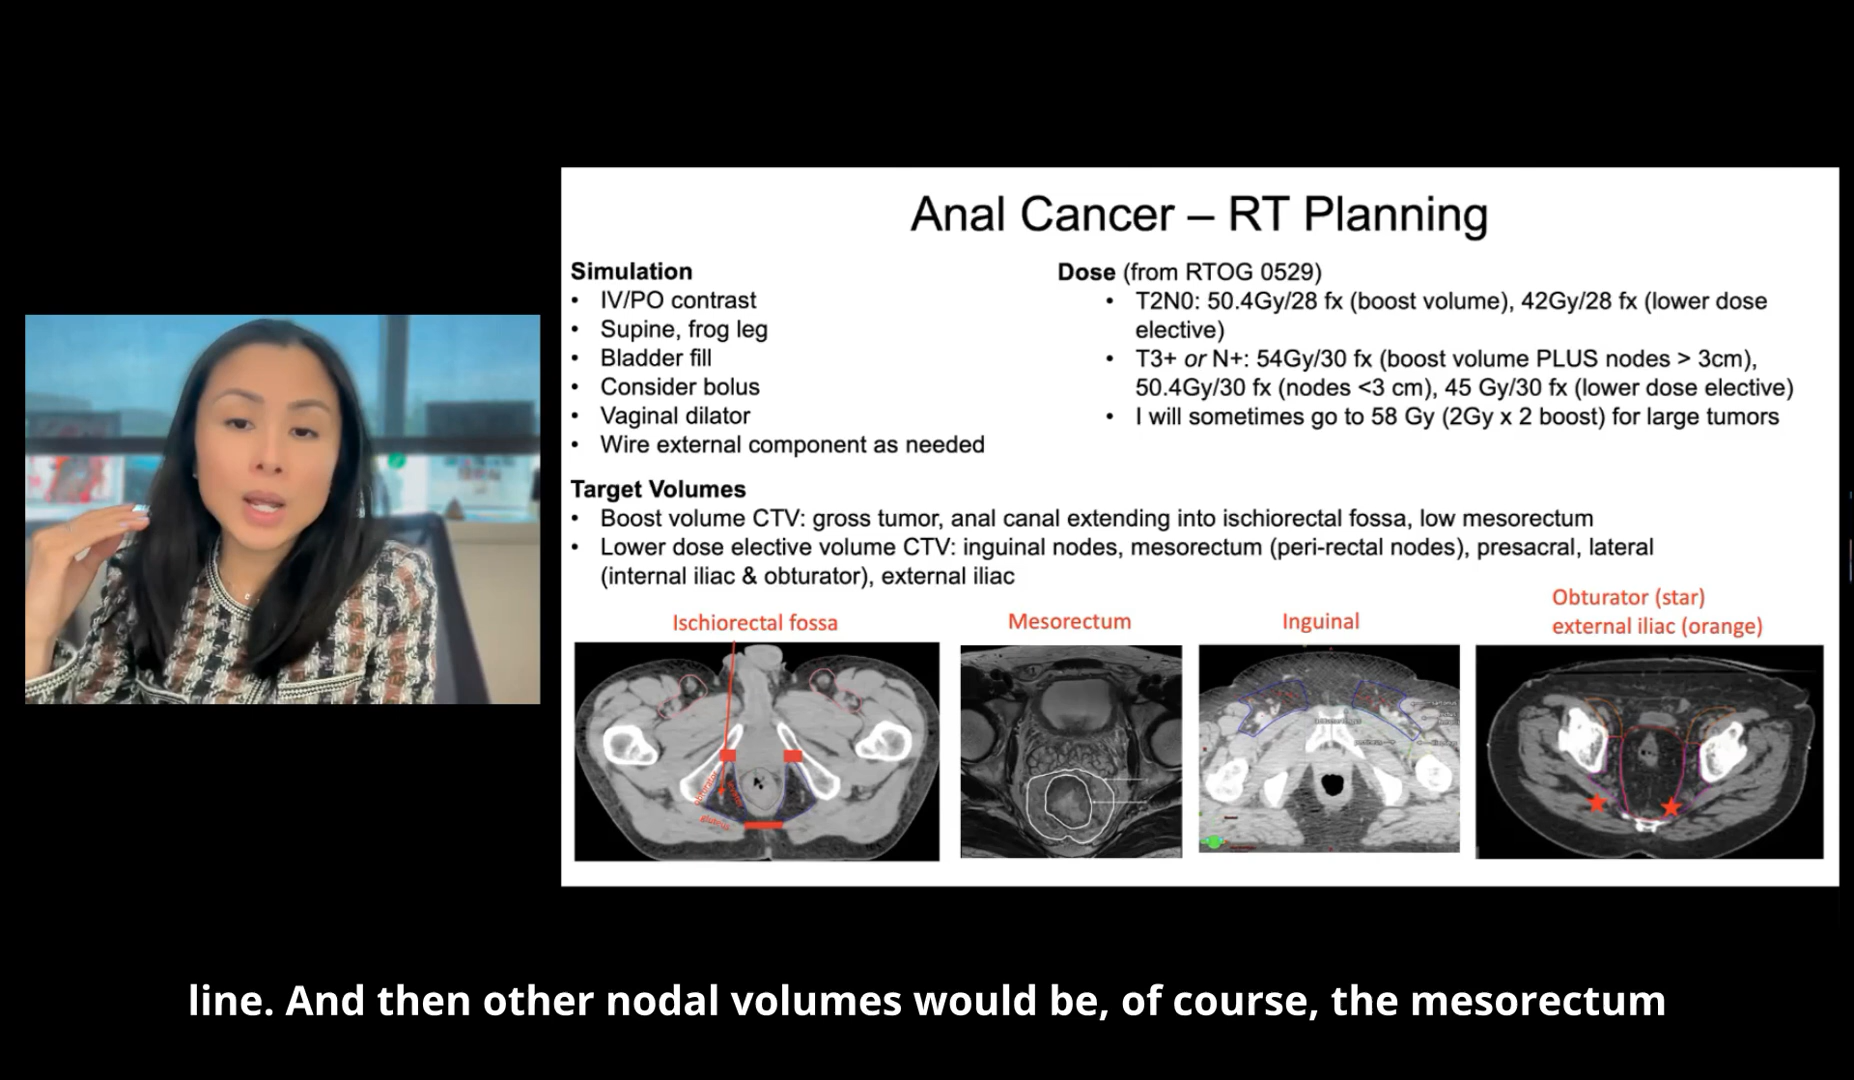 Anal Cancer – RT Planning
Simulation
• IV/PO contrast
• Supine, frog leg
• Bladder fill
• Consider bolus
• Vaginal dilator
• Wire external component as needed
Dose (from RTOG 0529)
• T2N0: 50.4Gy/28 fx (boost volume), 42Gy/28 fx (lower dose
elective)
• T3+ or N+: 54Gy/30 fx (boost volume PLUS nodes > 3cm),
50.4Gy/30 fx (nodes <3 cm), 45 Gy/30 fx (lower dose elective)
• I will sometimes go to 58 Gy (2Gy x 2 boost) for large tumors
Target Volumes
• Boost volume CTV: gross tumor, anal canal extending into ischiorectal fossa, low mesorectum
• Lower dose elective volume CTV: inguinal nodes, mesorectum (peri-rectal nodes), presacral, lateral
(internal iliac & obturator), external iliac
Ischiorectal fossa
Mesorectum
Inguinal
Obturator (star)
external iliac (orange)
gluteus
line. And then other nodal volumes would be, of course, the mesorectum